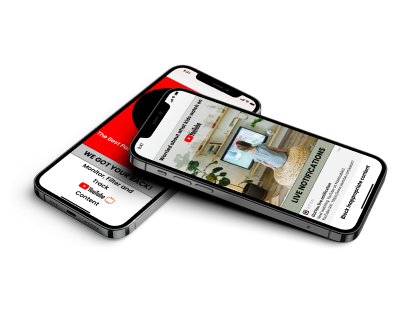 The Best For
WE GOT YOUR BACK!
Monitor, Filter and
Track
YouTube
Content
Worried about what kids watch on
YouTube
LIVE NOTIFICATIONS
Block inappropriate content